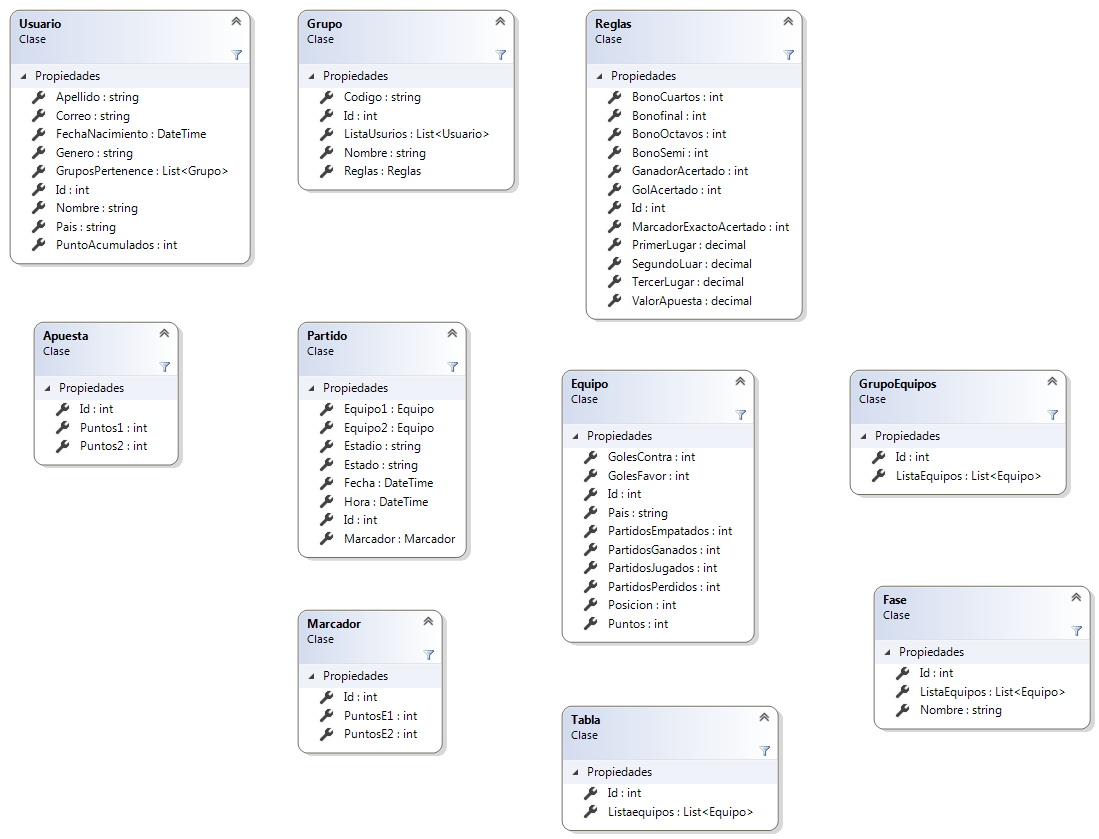 Usuario
Clase
Propiedades
Apellido : string
Correo : string
FechaNacimiento : DateTime
Genero : string
GruposPertenence : List<Grupo>
Id : int
Nombre : string
Pais : string
PuntoAcumulados : int
Grupo
Clase
Propiedades
Codigo : string
Id : int
ListaUsurios : List<Usuario>
Nombre : string
Reglas : Reglas
Reglas
Clase
Propiedades
BonoCuartos : int
Bonofinal : int
BonoOctavos : int
BonoSemi : int
GanadorAcertado : int
GolAcertado : int
Id : int
MarcadorExactoAcertado : int
PrimerLugar : decimal
SegundoLuar : decimal
TercerLugar : decimal
ValorApuesta : decimal
Apuesta
Clase
Propiedades
Id : int
Puntos1 : int
Puntos2 : int
Partido
Clase
Propiedades
Equipo1 : Equipo
Equipo2 : Equipo
Estadio : string
Estado : string
Fecha : DateTime
Hora : DateTime
Id : int
Marcador : Marcador
Equipo
Clase
Propiedades
GolesContra : int
GolesFavor : int
Id : int
Pais : string
PartidosEmpatados : int
PartidosGanados : int
PartidosJugados : int
PartidosPerdidos : int
Posicion : int
Puntos : int
GrupoEquipos
Clase
Propiedades
Id : int
ListaEquipos : List<Equipo>
Marcador
Clase
Propiedades
Id : int
PuntosE1 : int
PuntosE2 : int
Fase
Clase
Propiedades
Id : int
ListaEquipos : List<Equipo>
Nombre : string
Tabla
Clase
Propiedades
Id : int
Listaequipos : List<Equipo>